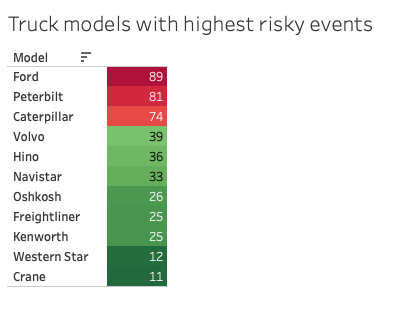 Truck models with highest risky events
Model
Ford 89
Peterbilt 81
Caterpillar 74
Volvo 39
Hino 36
Navistar 33
Oshkosh 26
Freightliner 25
Kenworth 25
Western Star 12
Crane 11